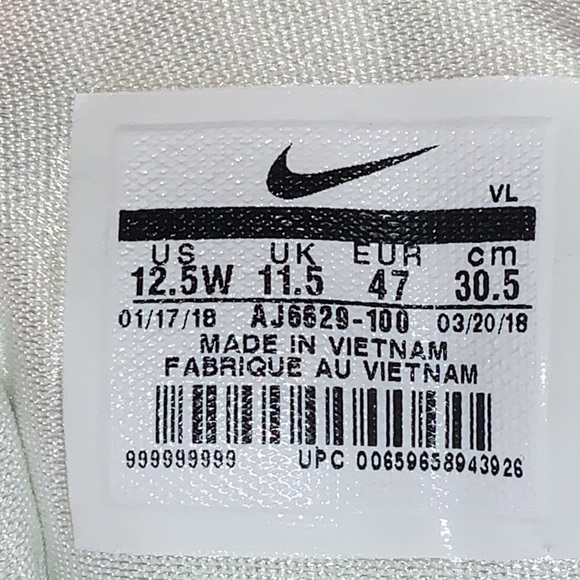 VL
US UK EUR cm
12.5W 11.5 47 30.5
01/17/18 AJ6629-100 03/20/18
MADE IN VIETNAM
FABRIQUE AU VIETNAM
999999999 UPC 00659658943926